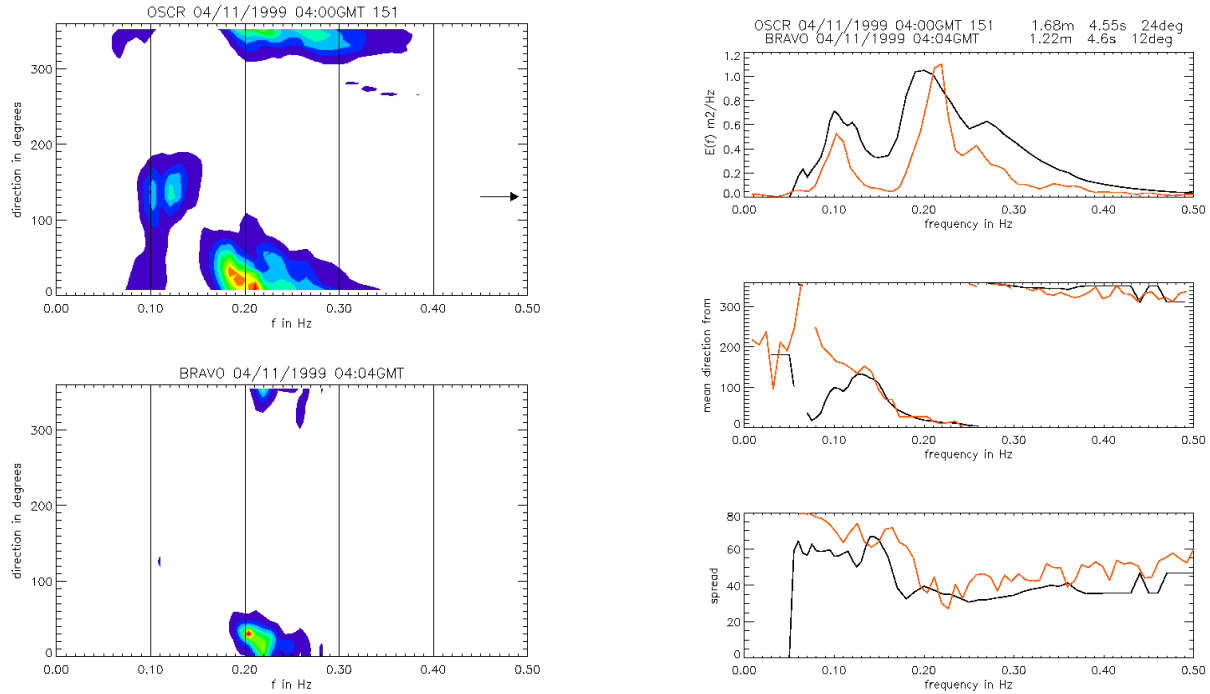 OSCR 04/11/1999 04:00GMT 151
direction in degrees
300
200
100
0
0.00 0.10 0.20 0.30 0.40 0.50
f in Hz
BRAVO 04/11/1999 04:04GMT
direction in degrees
300
200
100
0
0.00 0.10 0.20 0.30 0.40 0.50
f in Hz
OSCR 04/11/1999 04:00GMT 151 1.68m 4.55s 24deg
BRAVO 04/11/1999 04:04GMT 1.22m 4.6s 12deg
E(f) m2/Hz
1.2
1.0
0.8
0.6
0.4
0.2
0.0
0.00 0.10 0.20 0.30 0.40 0.50
frequency in Hz
mean direction from
300
200
100
0
0.00 0.10 0.20 0.30 0.40 0.50
frequency in Hz
spread
80
60
40
20
0
0.00 0.10 0.20 0.30 0.40 0.50
frequency in Hz